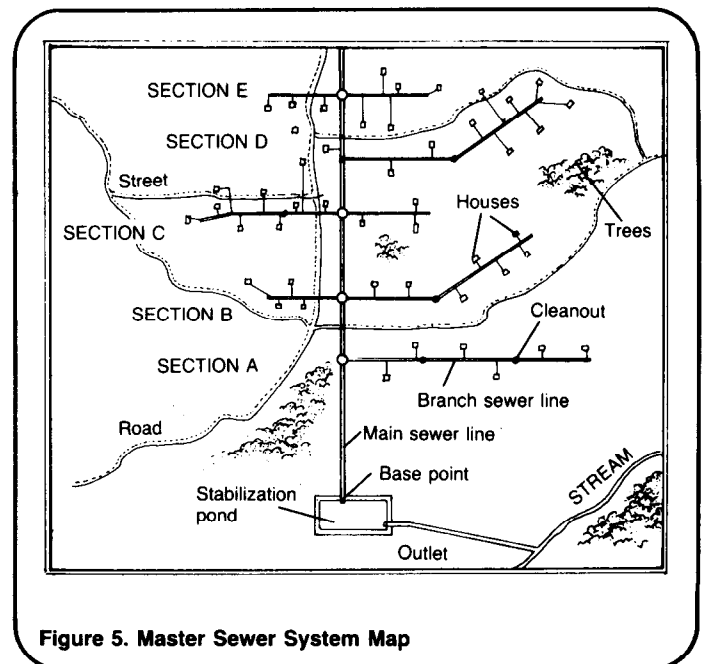 SECTION E
SECTION D
Street
Houses
SECTION C
Trees
SECTION B
Cleanout
SECTION A
Branch sewer line
Road
Main sewer line
Base point
Stabilization
pond
STREAM
Outlet
Figure 5. Master Sewer System Map